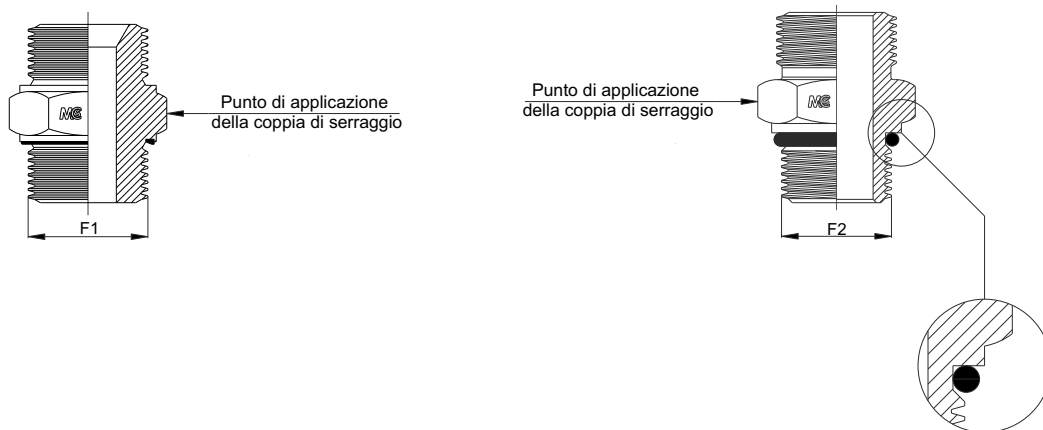 Punto di applicazione
della coppia di serraggio
F1
Punto di applicazione
della coppia di serraggio
F2